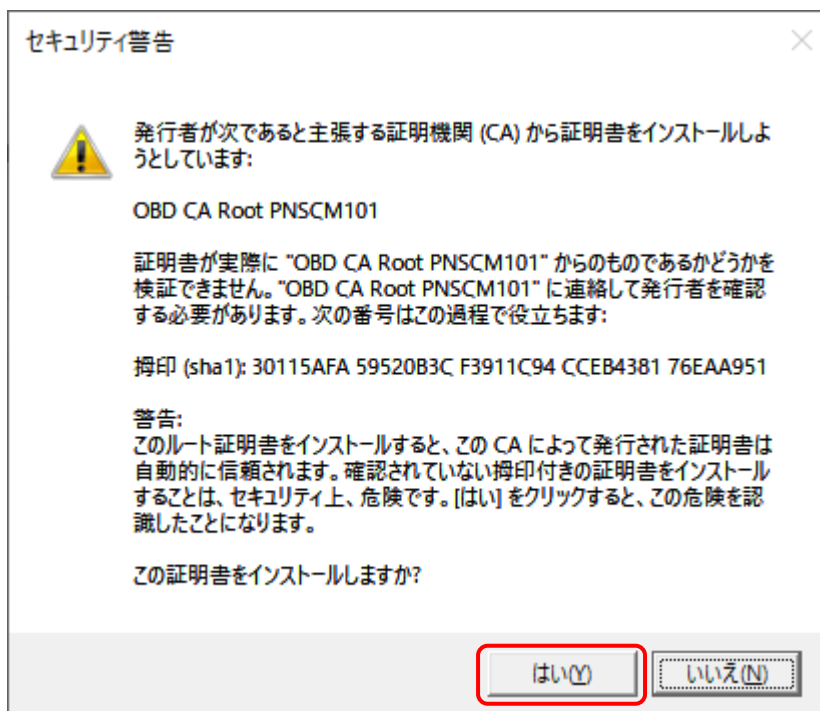 セキュリティ警告
発行者が次であると主張する証明機関 (CA) から証明書をインストールしよ
うとしています:
OBD CA Root PNSCM101
証明書が実際に "OBD CA Root PNSCM101" からのものであるかどうかを
検証できません。"OBD CA Root PNSCM101" に連絡して発行者を確認
する必要があります。次の番号はこの過程で役立ちます:
拇印 (sha1): 30115AFA 59520B3C F3911C94 CCEB4381 76EAA951
警告:
このルート証明書をインストールすると、この CA によって発行された証明書は
自動的に信頼されます。確認されていない拇印付きの証明書をインストール
することは、セキュリティ上、危険です。[はい] をクリックすると、この危険を認
識したことになります。
この証明書をインストールしますか?
はい(Y) いいえ(N)